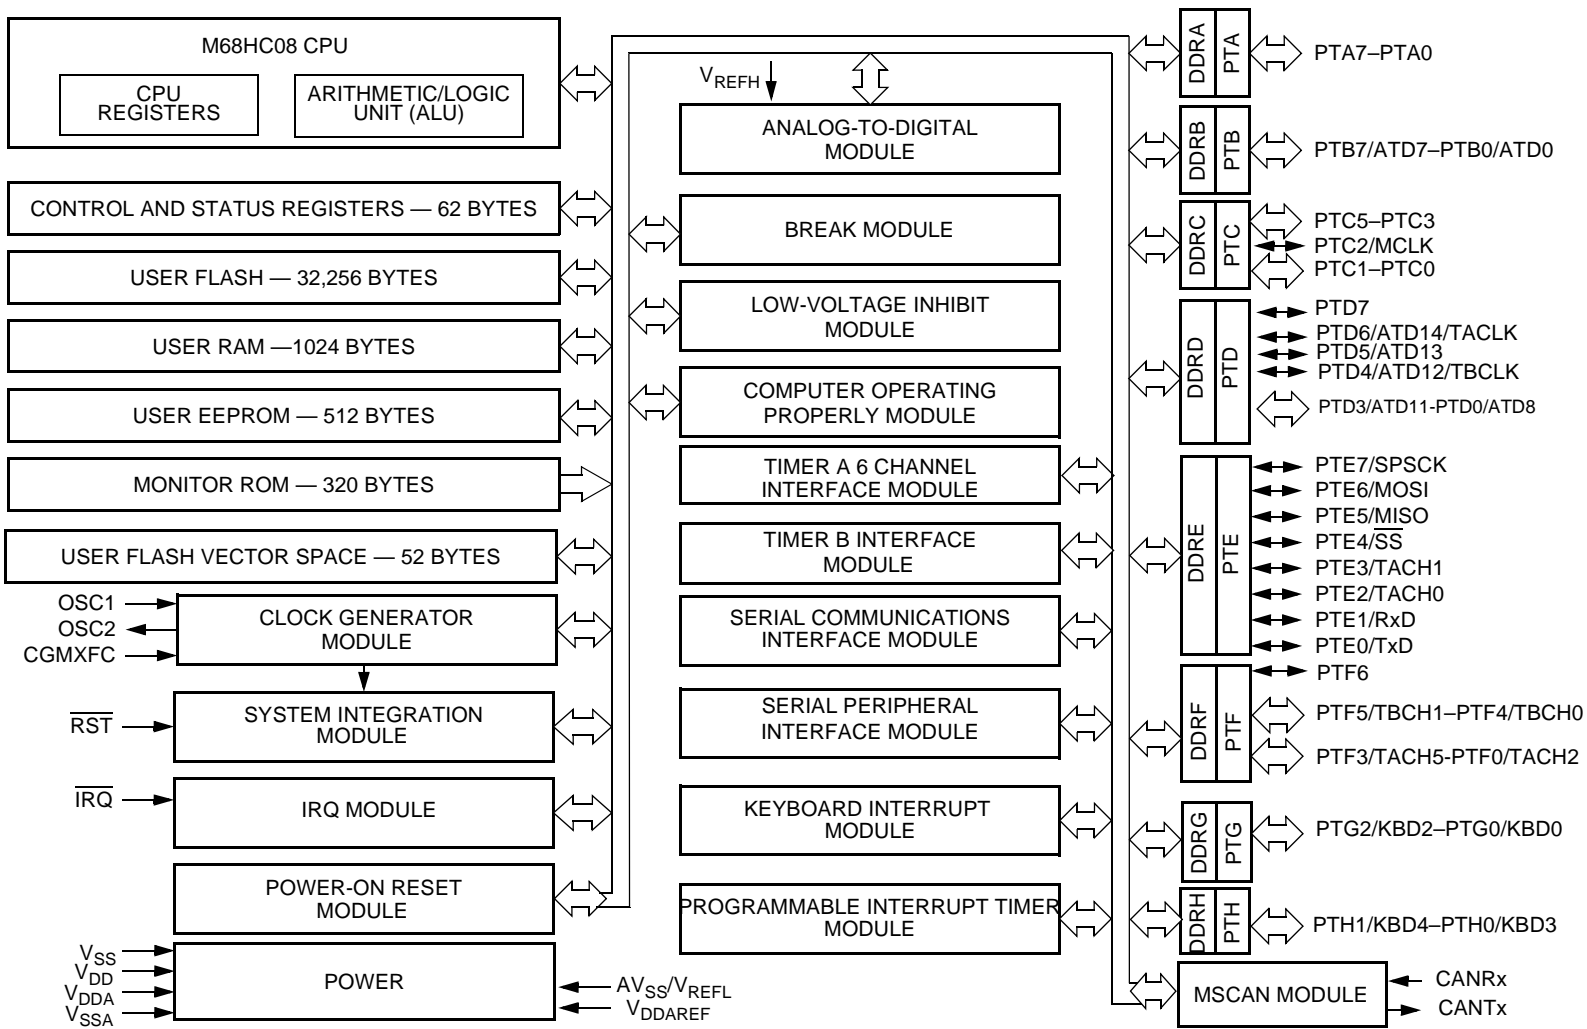 M68HC08 CPU
CPU
REGISTERS
ARITHMETIC/LOGIC
UNIT (ALU)
CONTROL AND STATUS REGISTERS — 62 BYTES
USER FLASH — 32,256 BYTES
USER RAM —1024 BYTES
USER EEPROM — 512 BYTES
MONITOR ROM — 320 BYTES
USER FLASH VECTOR SPACE — 52 BYTES
OSC1
OSC2
CGMXFC
CLOCK GENERATOR
MODULE
RST
SYSTEM INTEGRATION
MODULE
IRQ
IRQ MODULE
POWER-ON RESET
MODULE
VSS
VDD
VDDA
VSSA
POWER
AVSS/VREFL
VDDAREF
VREFH
ANALOG-TO-DIGITAL
MODULE
BREAK MODULE
LOW-VOLTAGE INHIBIT
MODULE
COMPUTER OPERATING
PROPERLY MODULE
TIMER A 6 CHANNEL
INTERFACE MODULE
TIMER B INTERFACE
MODULE
SERIAL COMMUNICATIONS
INTERFACE MODULE
SERIAL PERIPHERAL
INTERFACE MODULE
KEYBOARD INTERRUPT
MODULE
PROGRAMMABLE INTERRUPT TIMER
MODULE
DDRA
PTA
PTA7–PTA0
DDRB
PTB
PTB7/ATD7–PTB0/ATD0
DDRC
PTC
PTC5–PTC3
PTC2/MCLK
PTC1–PTC0
DDRD
PTD
PTD7
PTD6/ATD14/TACLK
PTD5/ATD13
PTD4/ATD12/TBCLK
PTD3/ATD11-PTD0/ATD8
DDRE
PTE
PTE7/SPSCK
PTE6/MOSI
PTE5/MISO
PTE4/SS
PTE3/TACH1
PTE2/TACH0
PTE1/RxD
PTE0/TxD
DDRF
PTF
PTF6
PTF5/TBCH1–PTF4/TBCH0
PTF3/TACH5-PTF0/TACH2
DDRG
PTG
PTG2/KBD2–PTG0/KBD0
DDRH
PTH
PTH1/KBD4–PTH0/KBD3
MSCAN MODULE
CANRx
CANTx